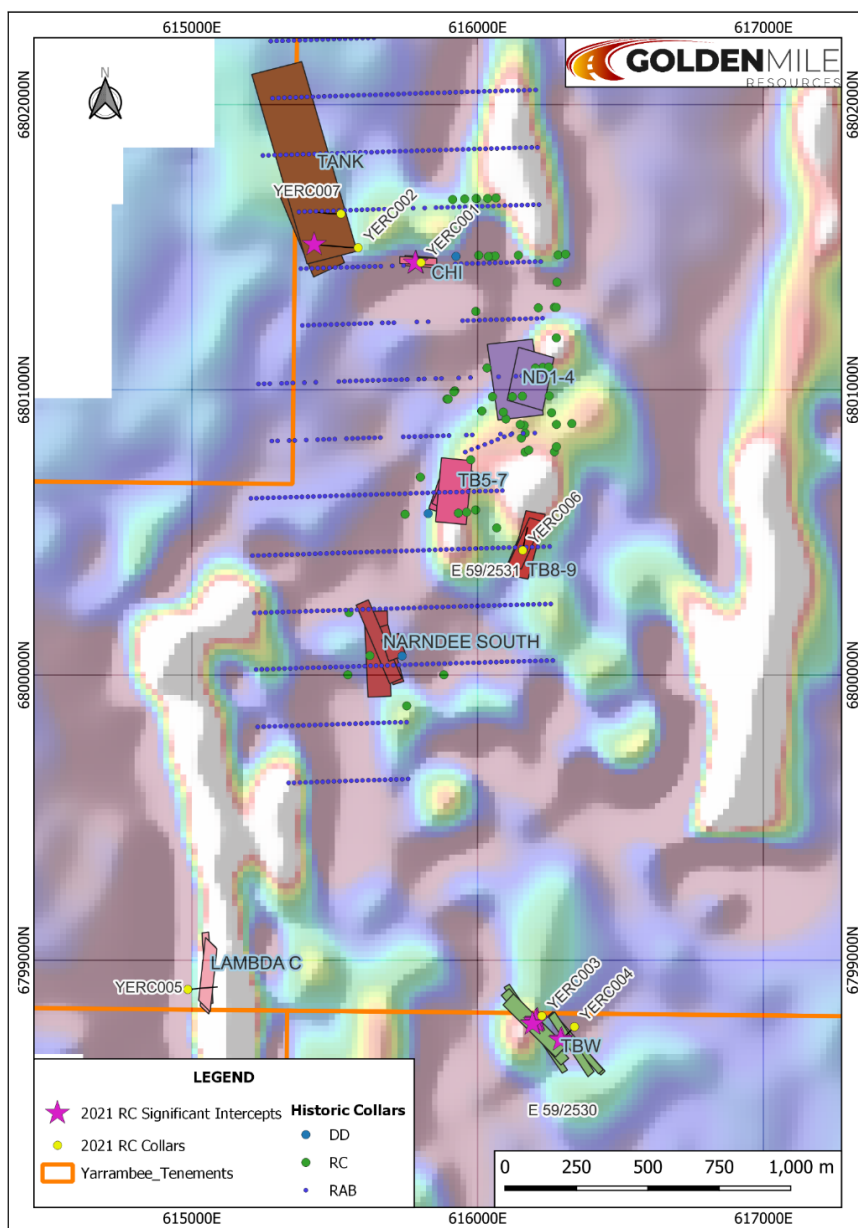 615000E
616000E
617000E
GOLDENMILE
RESOURCES
N
6802000N
6802000N
TANK
YERC007
YERC002
YERC001
CHI
ND1-4
6801000N
6801000N
TB5-7
YERC006
E 59/2531
TB8-9
NARNDEE SOUTH
6800000N
6800000N
LAMBDA C
6799000N
6799000N
YERC005
YERC003
YERC004
TBW
E 59/2530
LEGEND
2021 RC Significant Intercepts
2021 RC Collars
Yarrambee_Tenements
Historic Collars
DD
RC
RAB
0 250 500 750 1,000 m
615000E
616000E
617000E